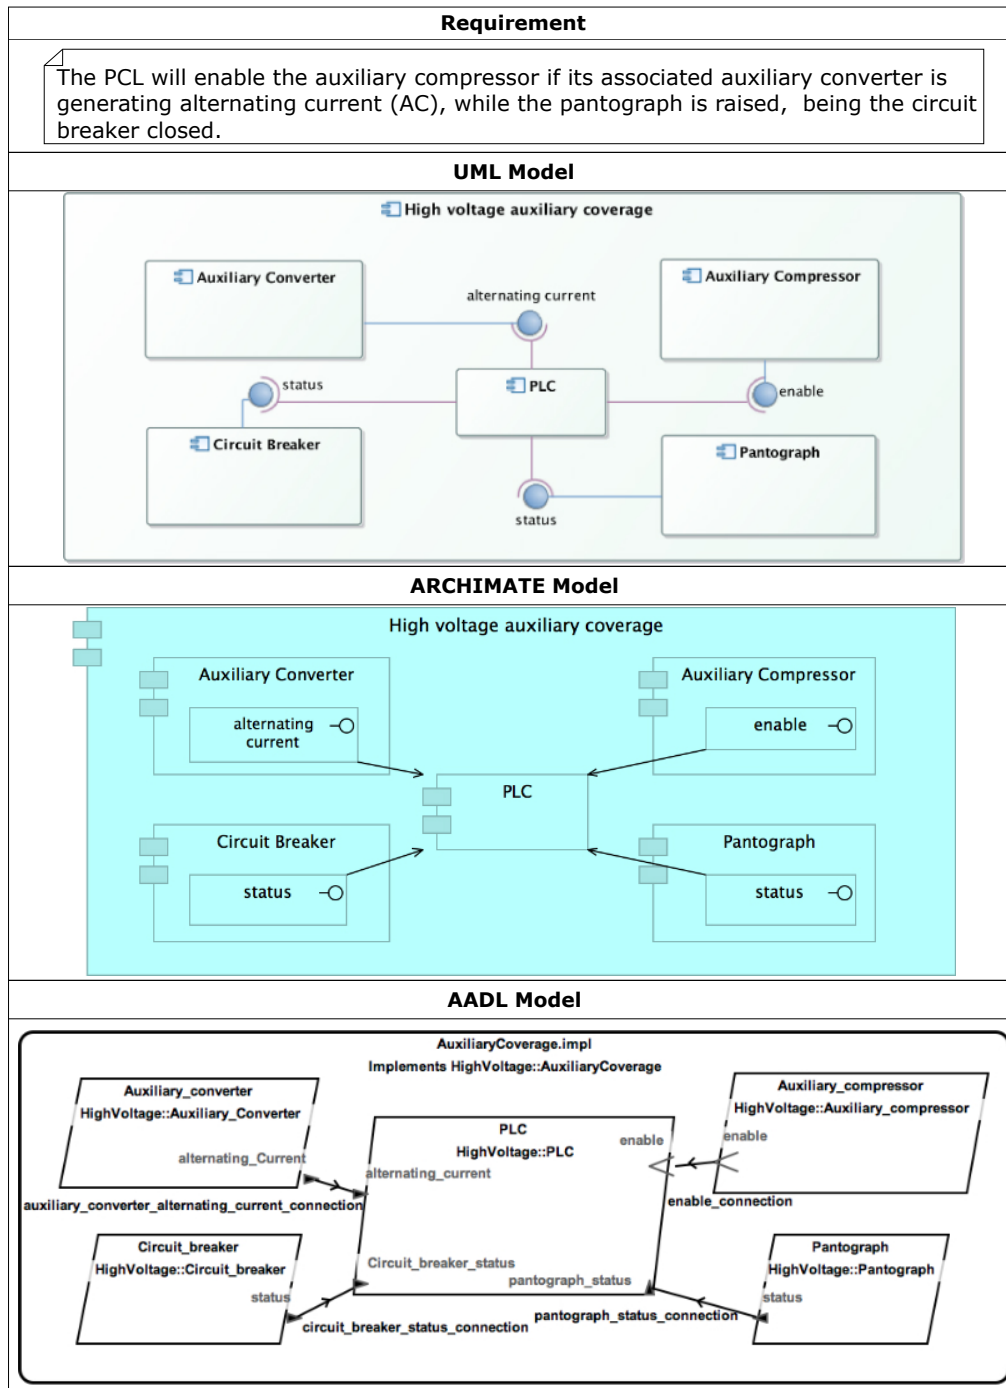 Requirement
The PCL will enable the auxiliary compressor if its associated auxiliary converter is
generating alternating current (AC), while the pantograph is raised, being the circuit
breaker closed.
UML Model
High voltage auxiliary coverage
Auxiliary Converter
Auxiliary Compressor
alternating current
status
PLC
enable
Circuit Breaker
Pantograph
status
ARCHIMATE Model
High voltage auxiliary coverage
Auxiliary Converter
Auxiliary Compressor
alternating
current
enable
PLC
Circuit Breaker
Pantograph
status
status
AADL Model
AuxiliaryCoverage.impl
Implements HighVoltage::AuxiliaryCoverage
Auxiliary_converter
HighVoltage::Auxiliary_Converter
alternating_Current
auxiliary_converter_alternating_current_connection
PLC
HighVoltage::PLC
enable
alternating_current
Auxiliary_compressor
HighVoltage::Auxiliary_compressor
enable
enable_connection
Circuit_breaker
HighVoltage::Circuit_breaker
status
circuit_breaker_status_connection
Circuit_breaker_status
pantograph_status
Pantograph
HighVoltage::Pantograph
status
pantograph_status_connection